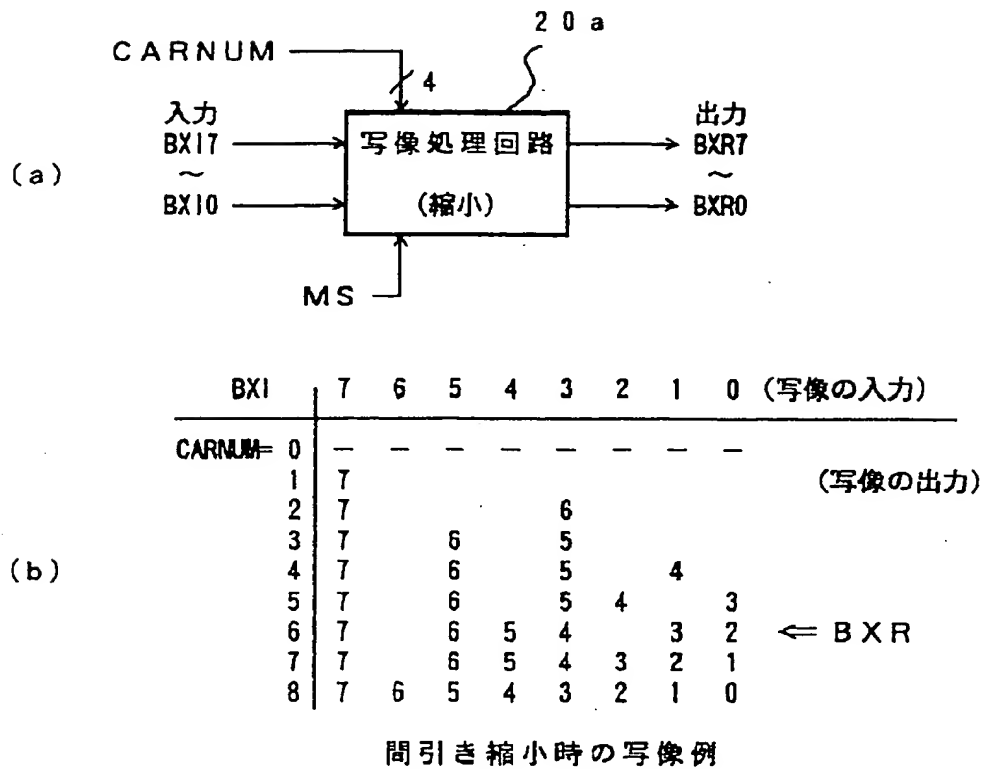 20a
CARNUM
4
入力
BXI7
～
BXI0
写像処理回路
(縮小)
出力
BXR7
～
BXR0
(a)
MS
BXI 7 6 5 4 3 2 1 0 (写像の入力)
CARNUM= 0 — — — — — — — —
1 7 (写像の出力)
2 7 6
3 7 6 5
(b) 4 7 6 5 4
5 7 6 5 4 3
6 7 6 5 4 3 2 ⇐ BXR
7 7 6 5 4 3 2 1
8 7 6 5 4 3 2 1 0
間引き縮小時の写像例